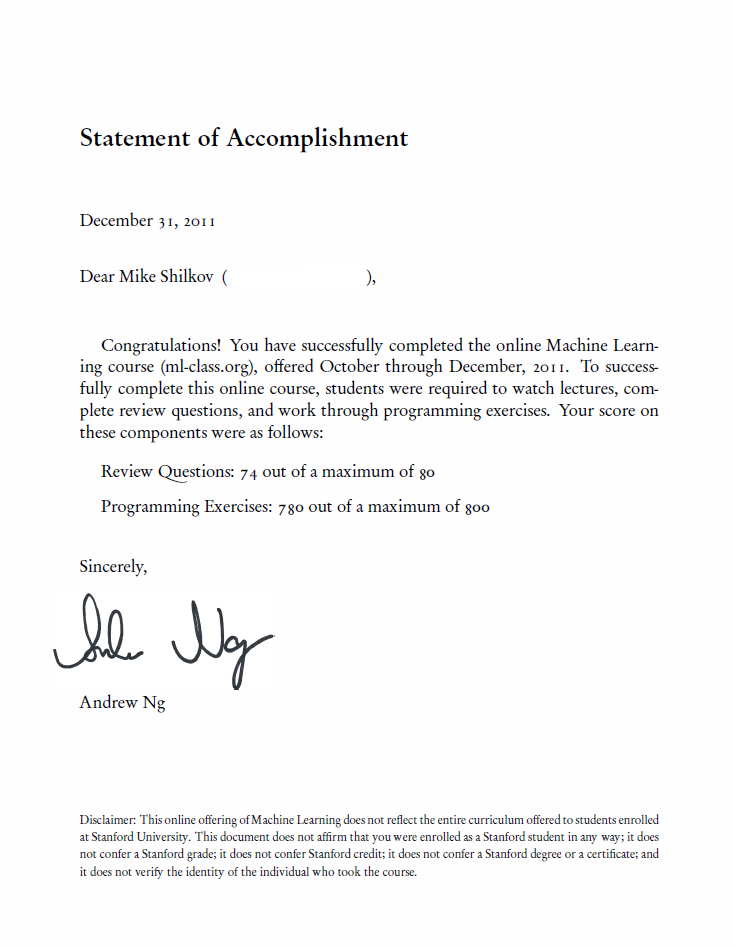 Statement of Accomplishment
December 31, 2011
Dear Mike Shilkov ( ),
Congratulations! You have successfully completed the online Machine Learn-
ing course (ml-class.org), offered October through December, 2011. To success-
fully complete this online course, students were required to watch lectures, com-
plete review questions, and work through programming exercises. Your score on
these components were as follows:
Review Questions: 74 out of a maximum of 80
Programming Exercises: 780 out of a maximum of 800
Sincerely,
Andrew Ng
Disclaimer: This online offering of Machine Learning does not reflect the entire curriculum offered to students enrolled
at Stanford University. This document does not affirm that you were enrolled as a Stanford student in any way; it does
not confer a Stanford grade; it does not confer Stanford credit; it does not confer a Stanford degree or a certificate; and
it does not verify the identity of the individual who took the course.